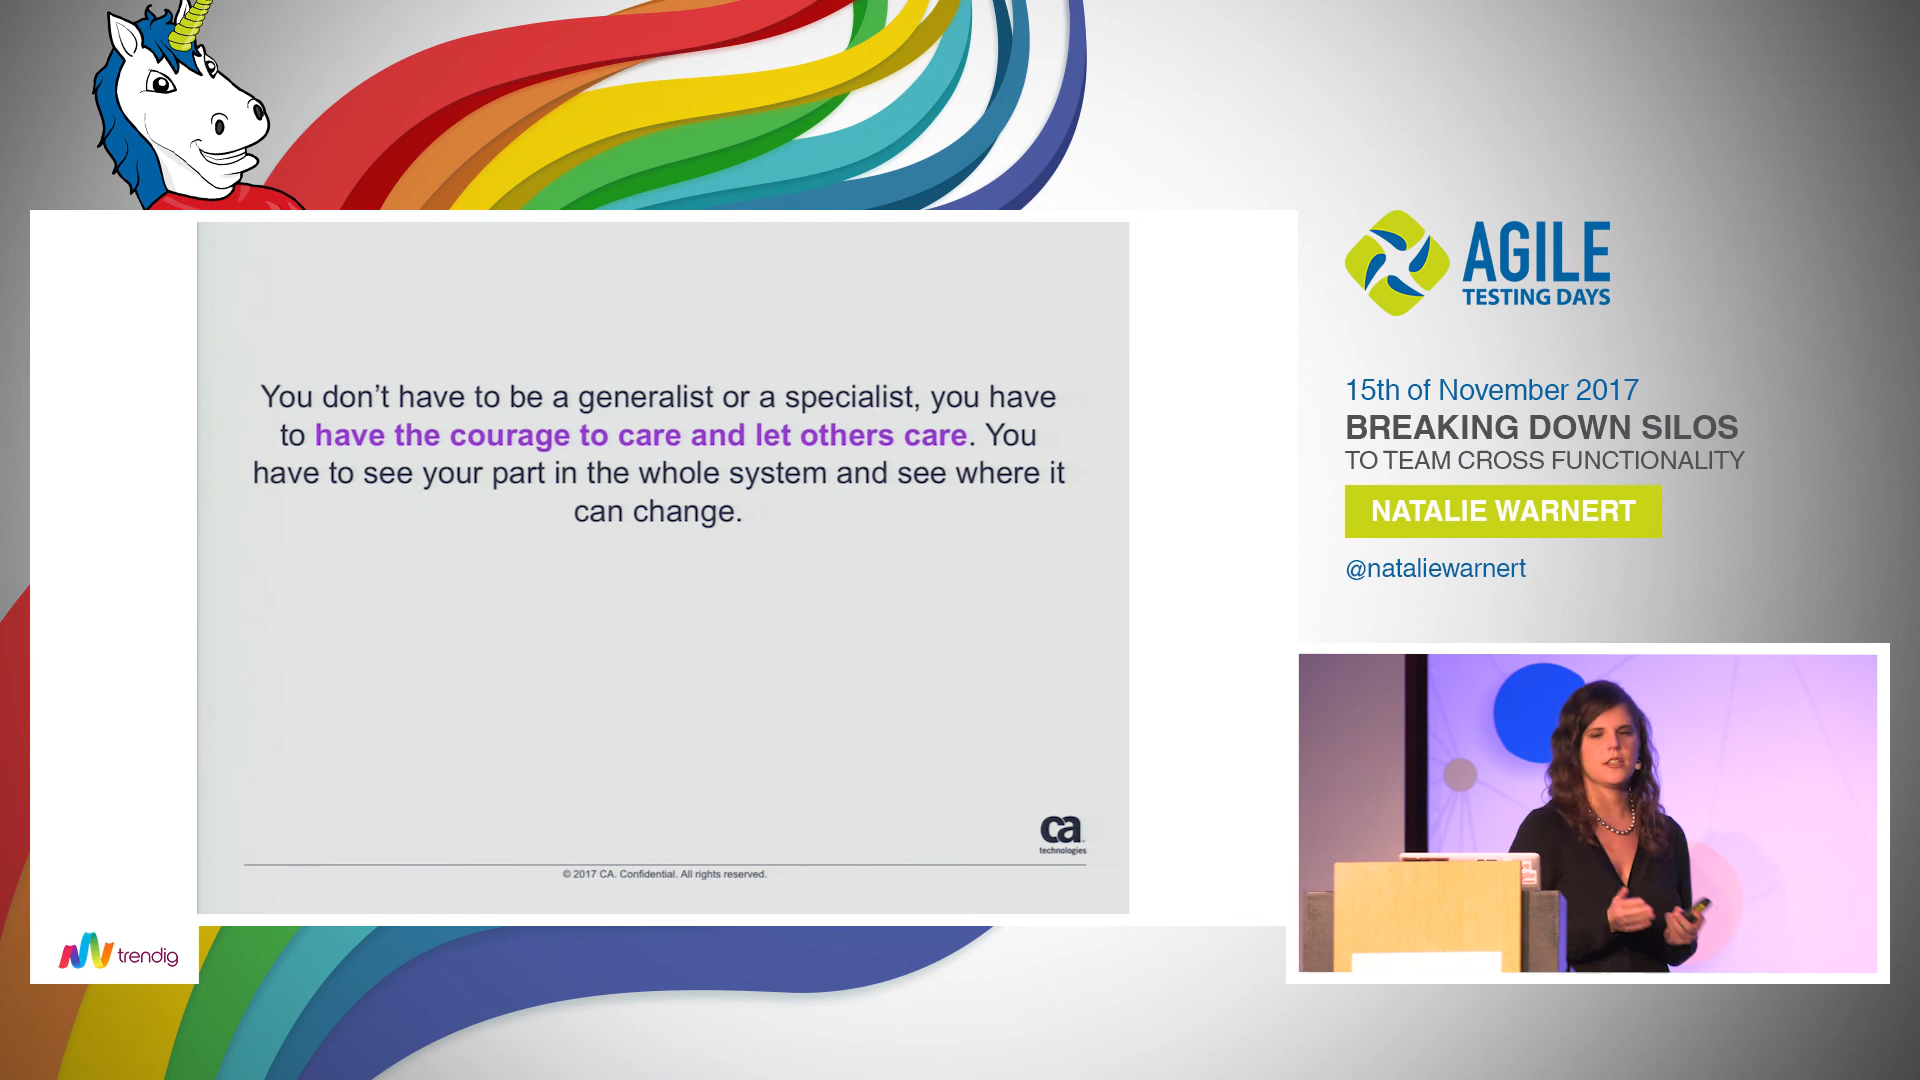 You don’t have to be a generalist or a specialist, you have
to have the courage to care and let others care. You
have to see your part in the whole system and see where it
can change.
ca
technologies
© 2017 CA. Confidential. All rights reserved.
trendig
AGILE
TESTING DAYS
15th of November 2017
BREAKING DOWN SILOS
TO TEAM CROSS FUNCTIONALITY
NATALIE WARNERT
@nataliewarnert